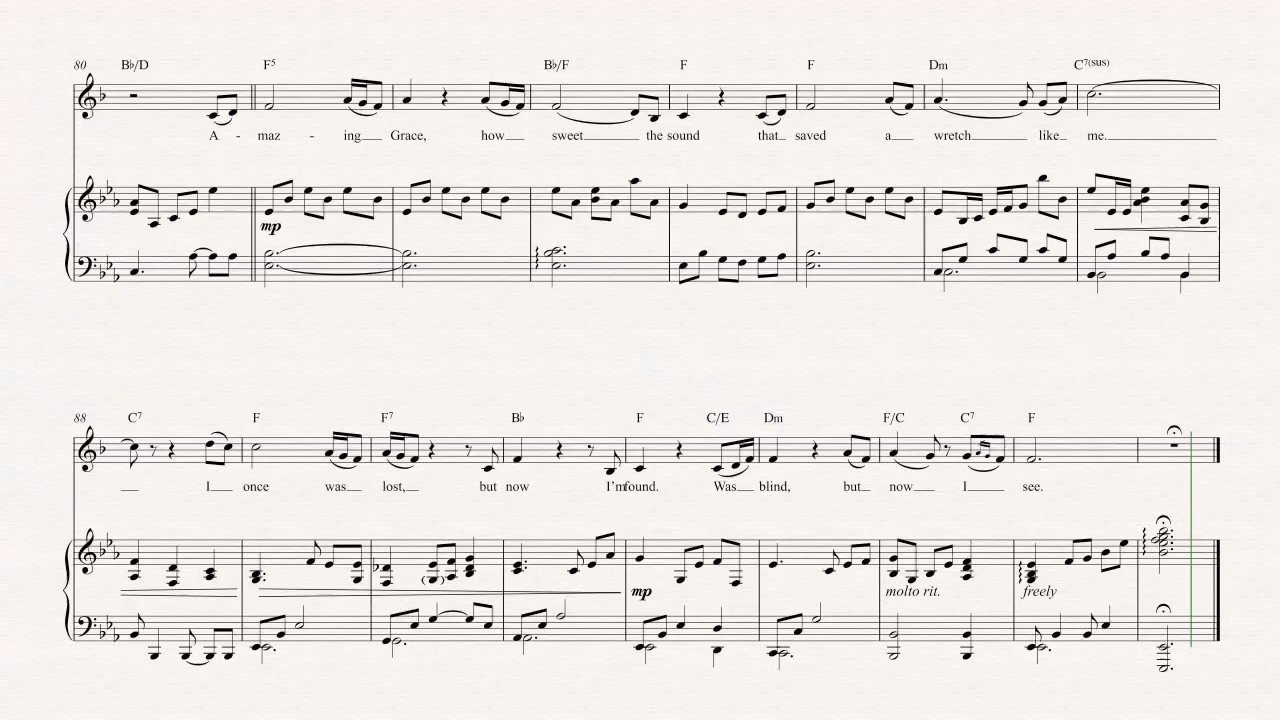 80 B♭/D F5 B♭/F F F Dm C7(sus)
A - maz - ing Grace, how sweet the sound that saved a wretch like me.
mp
88 C7 F F7 B♭ F C/E Dm F/C C7 F
I once was lost, but now I'm found. Was blind, but now I see.
mp molto rit. freely